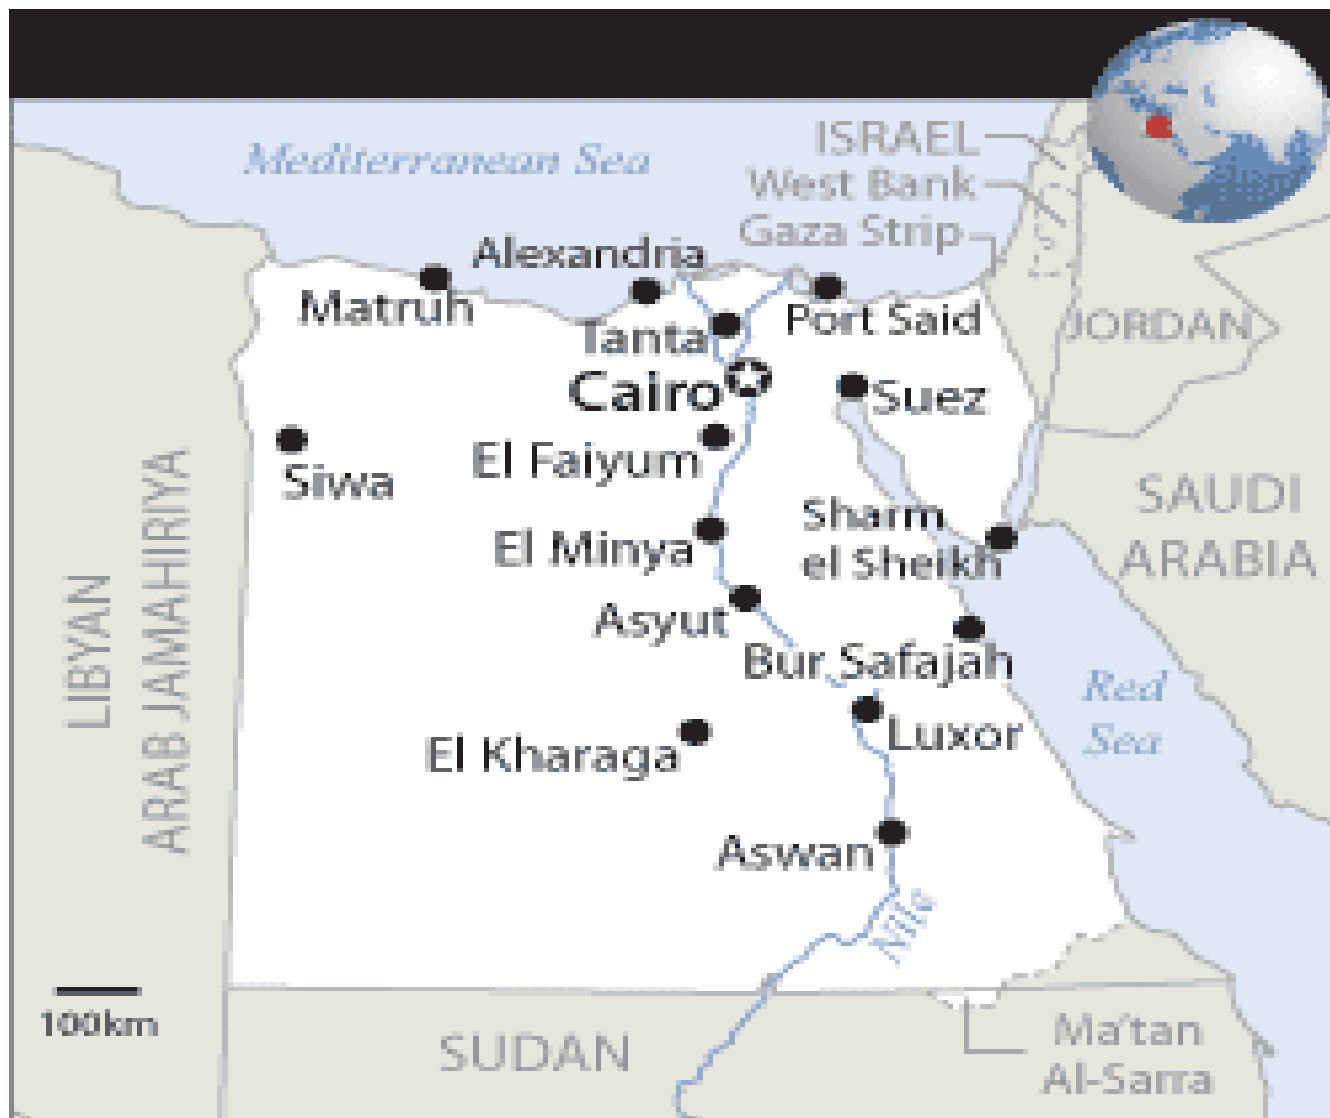 Mediterranean Sea
ISRAEL
West Bank
Gaza Strip
Alexandria
Matruh
Tanta
Port Said
JORDAN
Cairo
Suez
El Faiyum
Siwa
SAUDI
ARABIA
Sharm
el Sheikh
El Minya
Asyut
Bur Safajah
LIBYAN
ARAB JAMAHIRIYA
Red
Sea
Luxor
El Kharaga
Aswan
Nile
100km
SUDAN
Ma'tan
Al-Sarra